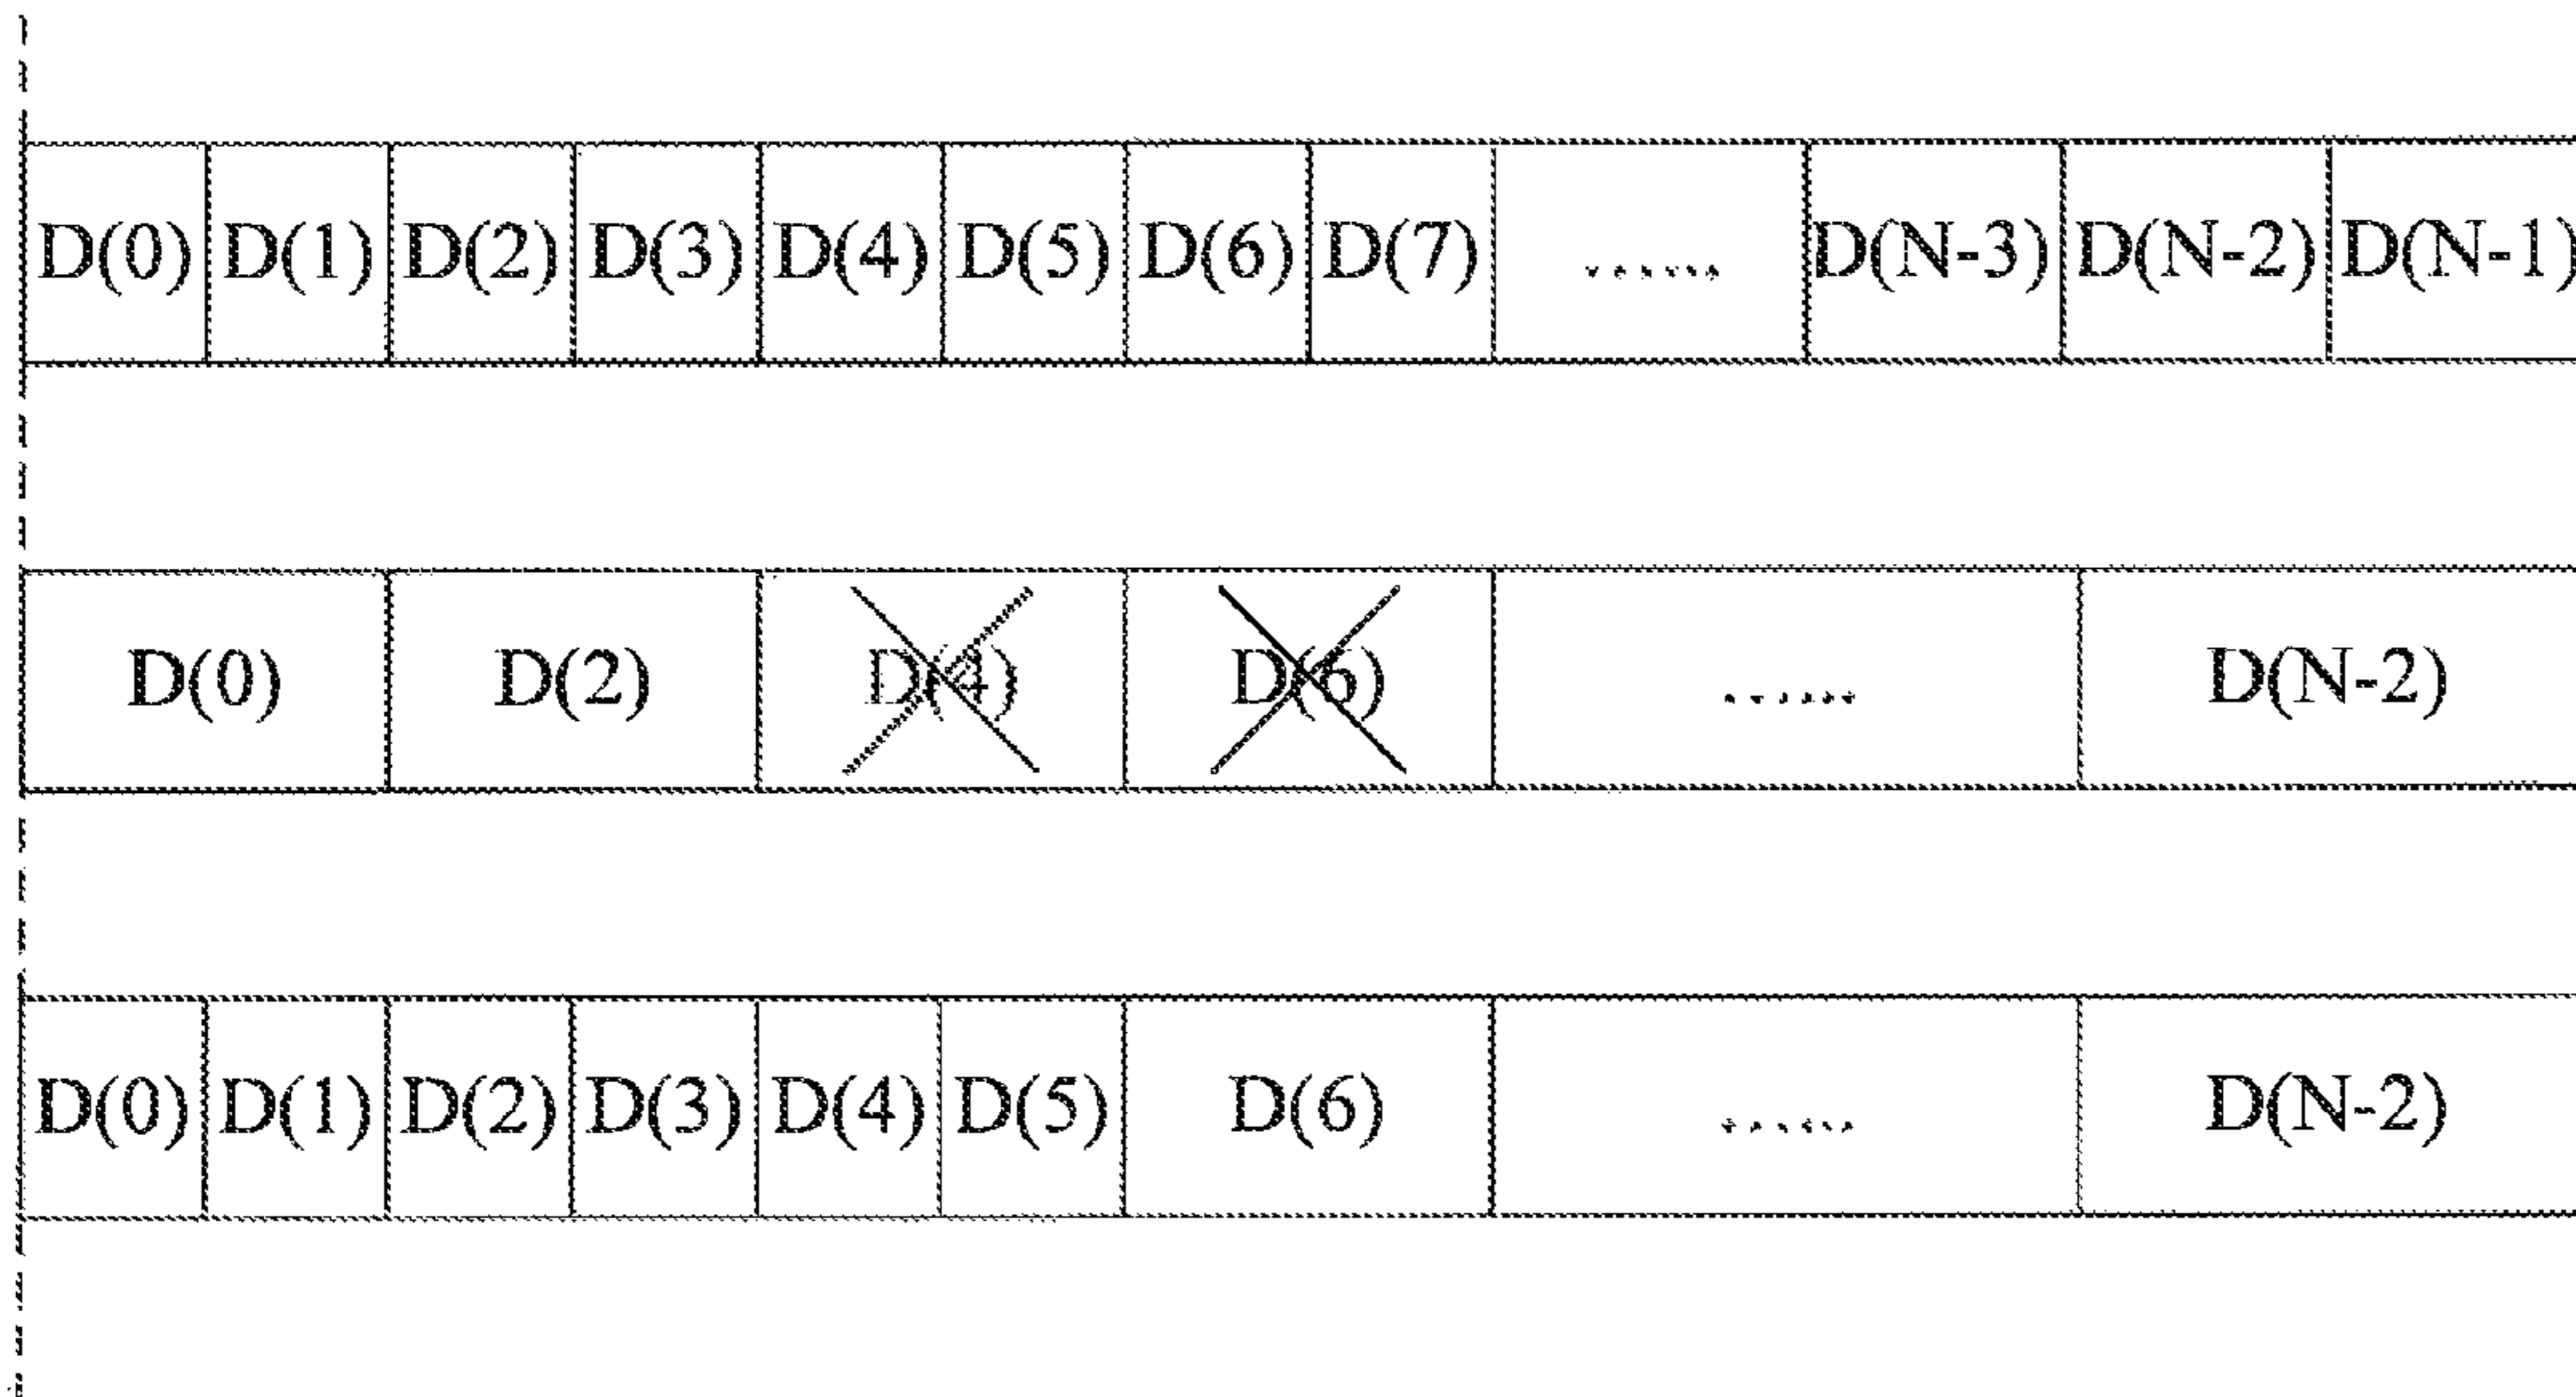 D(0) D(1) D(2) D(3) D(4) D(5) D(6) D(7) ...... D(N-3) D(N-2) D(N-1)
D(0) D(2) D(4) D(6) ...... D(N-2)
D(0) D(1) D(2) D(3) D(4) D(5) D(6) ...... D(N-2)